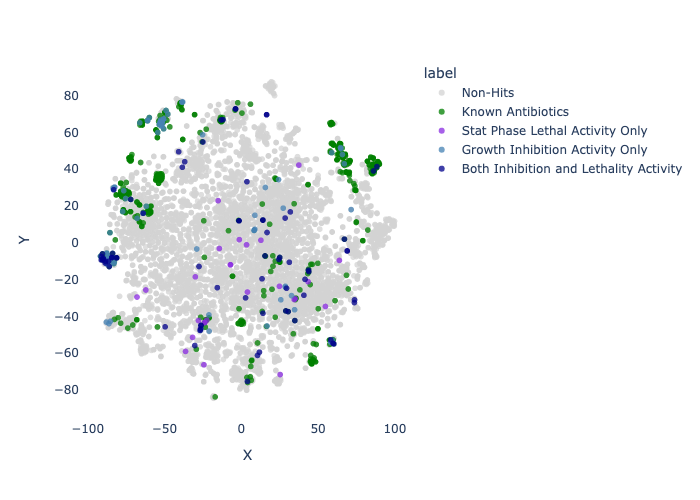 label
Non-Hits
Known Antibiotics
Stat Phase Lethal Activity Only
Growth Inhibition Activity Only
Both Inhibition and Lethality Activity
80
60
40
20
0
−20
−40
−60
−80
Y
−100 −50 0 50 100
X